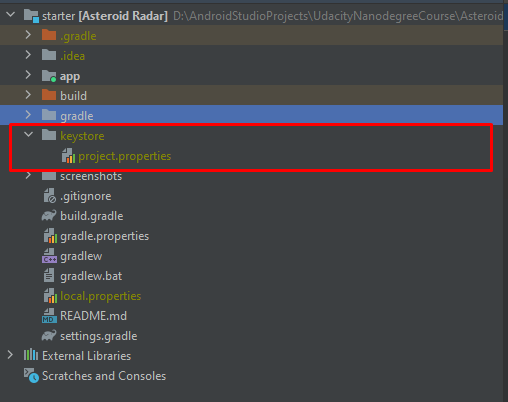 starter [Asteroid Radar] D:\AndroidStudioProjects\UdacityNanodegreeCourse\Asteroid
.gradle
.idea
app
build
gradle
keystore
project.properties
screenshots
.gitignore
build.gradle
gradle.properties
gradlew
gradlew.bat
local.properties
README.md
settings.gradle
External Libraries
Scratches and Consoles